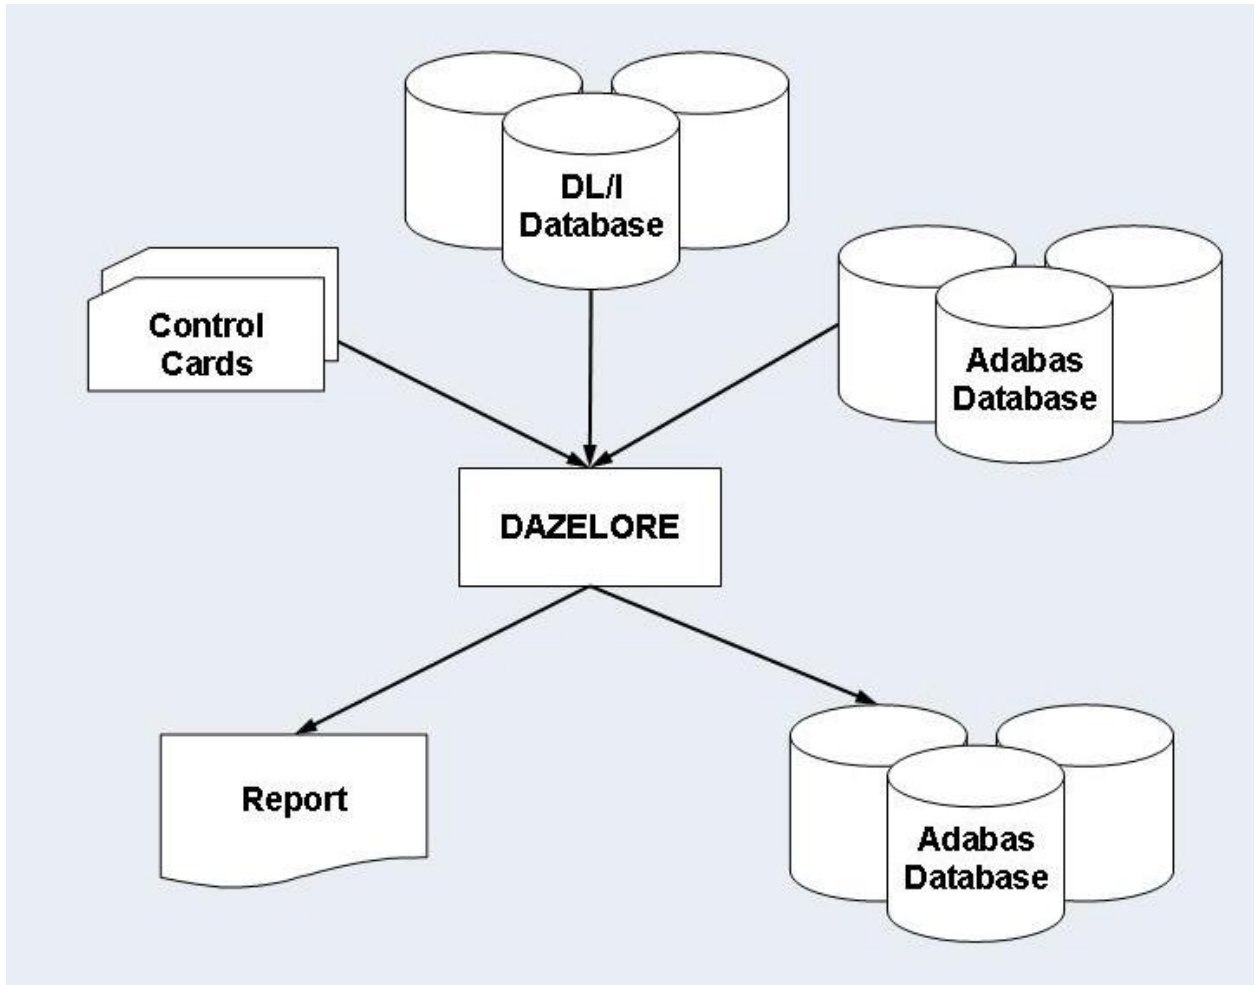 DL/I
Database
Control
Cards
Adabas
Database
DAZELORE
Report
Adabas
Database